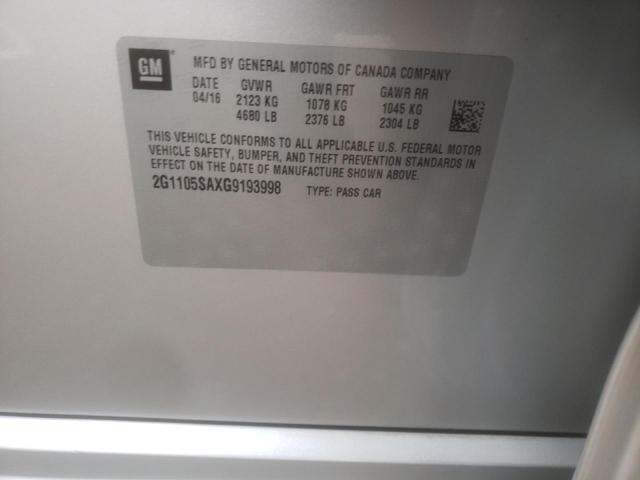 GM®
MFD BY GENERAL MOTORS OF CANADA COMPANY
DATE GVWR GAWR FRT GAWR RR
04/16 2123 KG 1078 KG 1045 KG
4680 LB 2376 LB 2304 LB
THIS VEHICLE CONFORMS TO ALL APPLICABLE U.S. FEDERAL MOTOR
VEHICLE SAFETY, BUMPER, AND THEFT PREVENTION STANDARDS IN
EFFECT ON THE DATE OF MANUFACTURE SHOWN ABOVE.
2G1105SAXG9193998 TYPE: PASS CAR